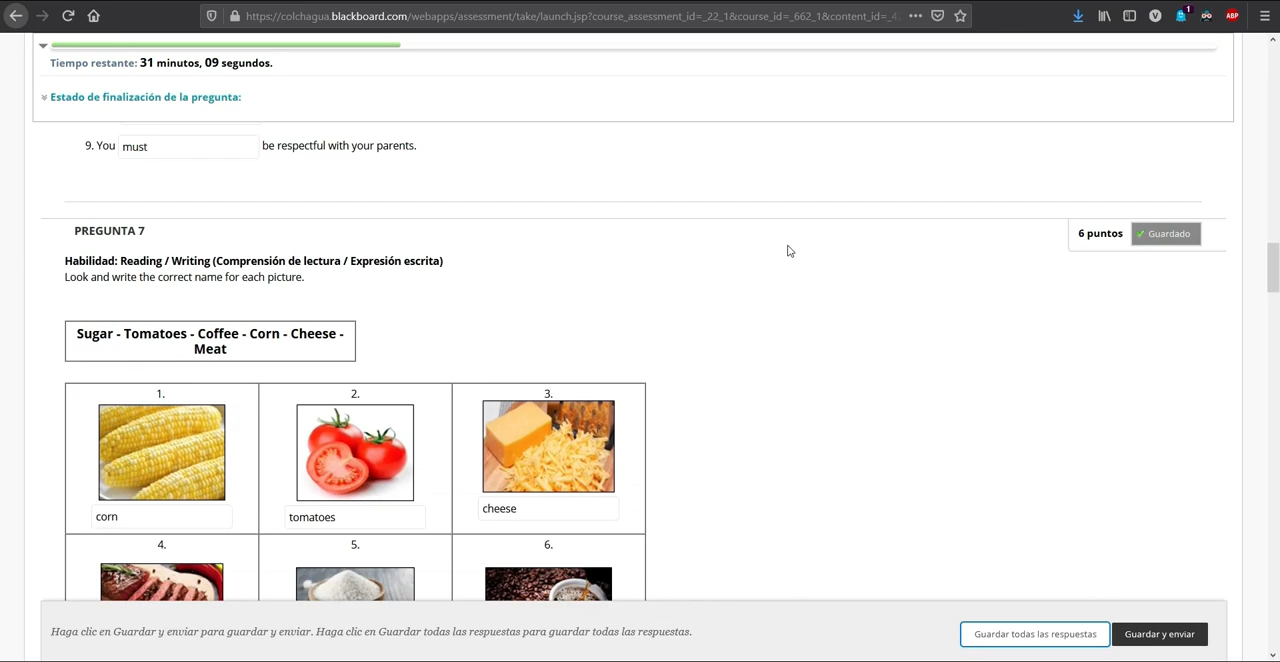 https://colchagua.blackboard.com/webapps/assessment/take/launch.jsp?course_assessment_id=_22_1&course_id=_662_1&content_id=_4
1
ABP
Tiempo restante: 31 minutos, 09 segundos.
Estado de finalización de la pregunta:
9. You must be respectful with your parents.
PREGUNTA 7
6 puntos
Guardado
Habilidad: Reading / Writing (Comprensión de lectura / Expresión escrita)
Look and write the correct name for each picture.
Sugar - Tomatoes - Coffee - Corn - Cheese -
Meat
1. 2. 3.
corn tomatoes cheese
4. 5. 6.
Haga clic en Guardar y enviar para guardar y enviar. Haga clic en Guardar todas las respuestas para guardar todas las respuestas.
Guardar todas las respuestas
Guardar y enviar